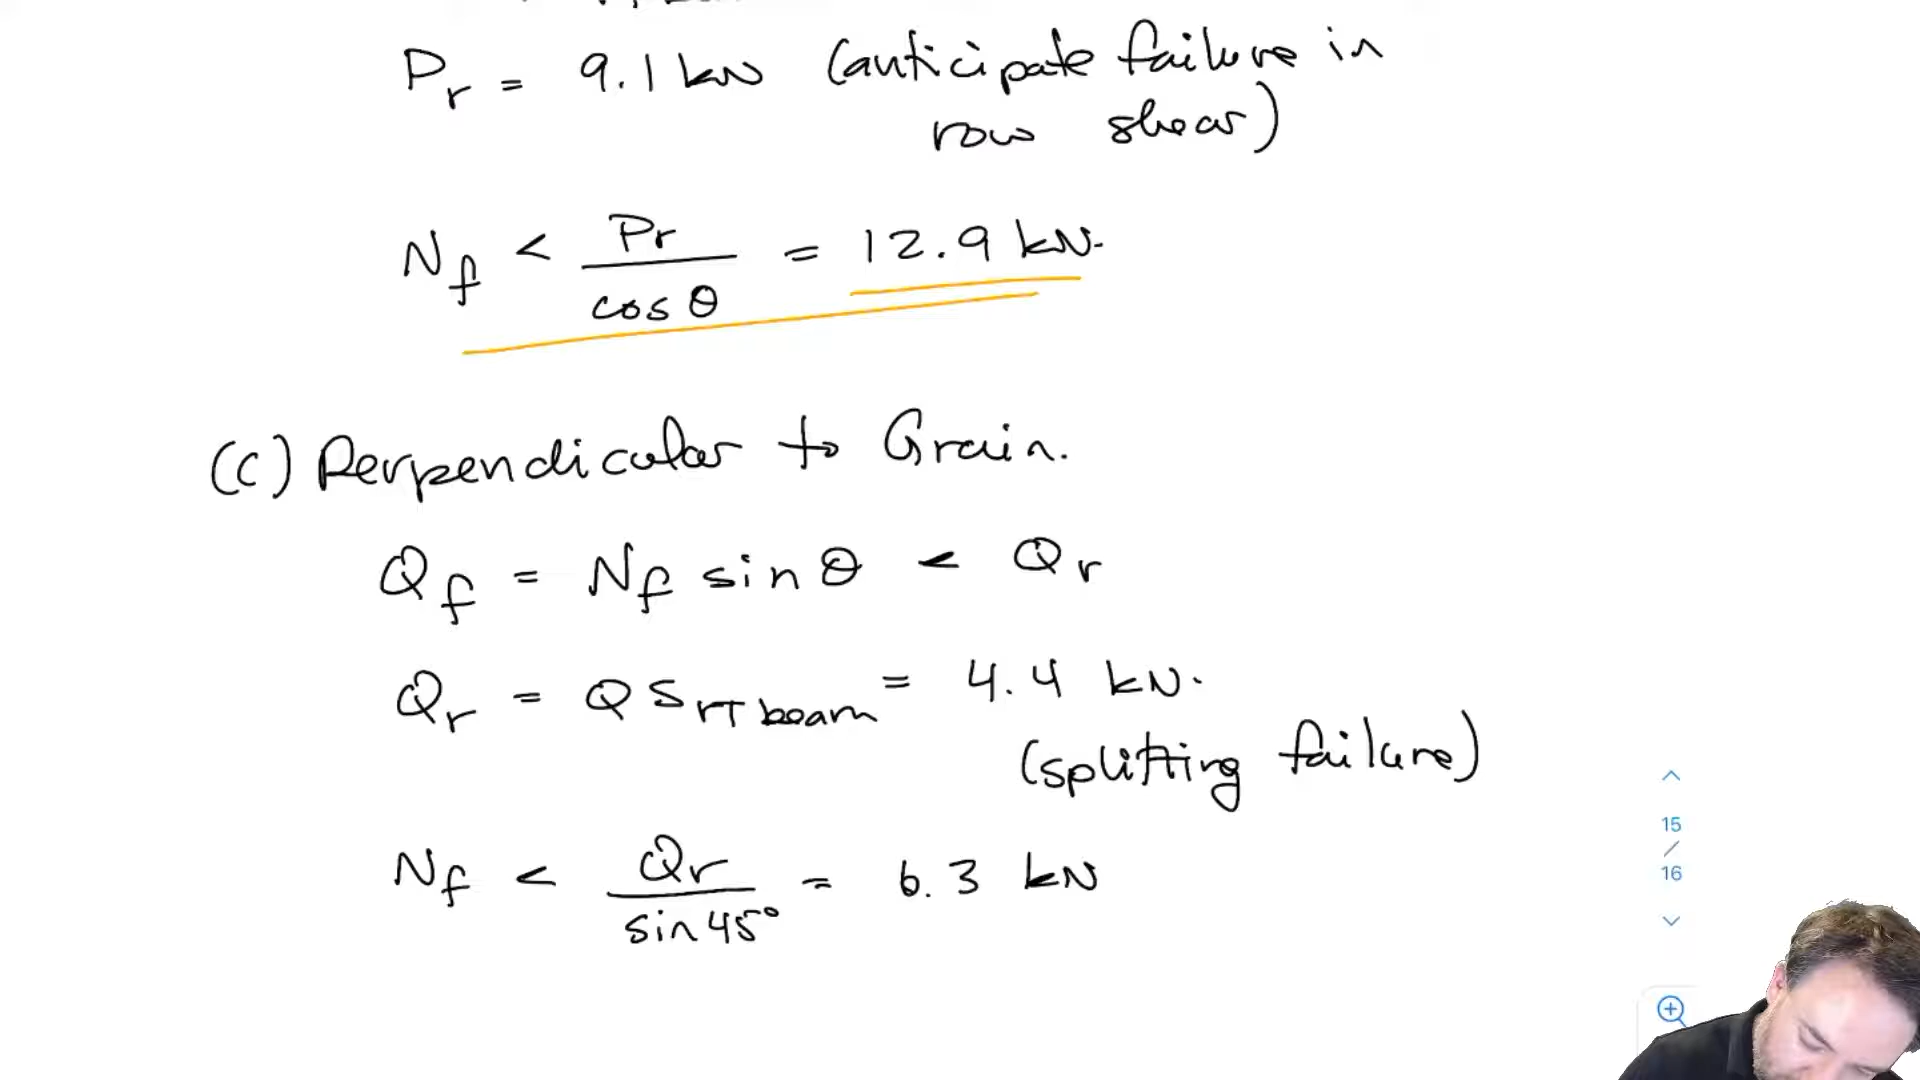 Pr = 9.1 kN (anticipate failure in
row shear)
Nf < Pr / cos θ = 12.9 kN.
(c) Perpendicular to Grain.
Qf = Nf sin θ < Qr
Qr = QSrT beam = 4.4 kN.
(splitting failure)
Nf < Qr / sin 45° = 6.3 kN
15
/
16